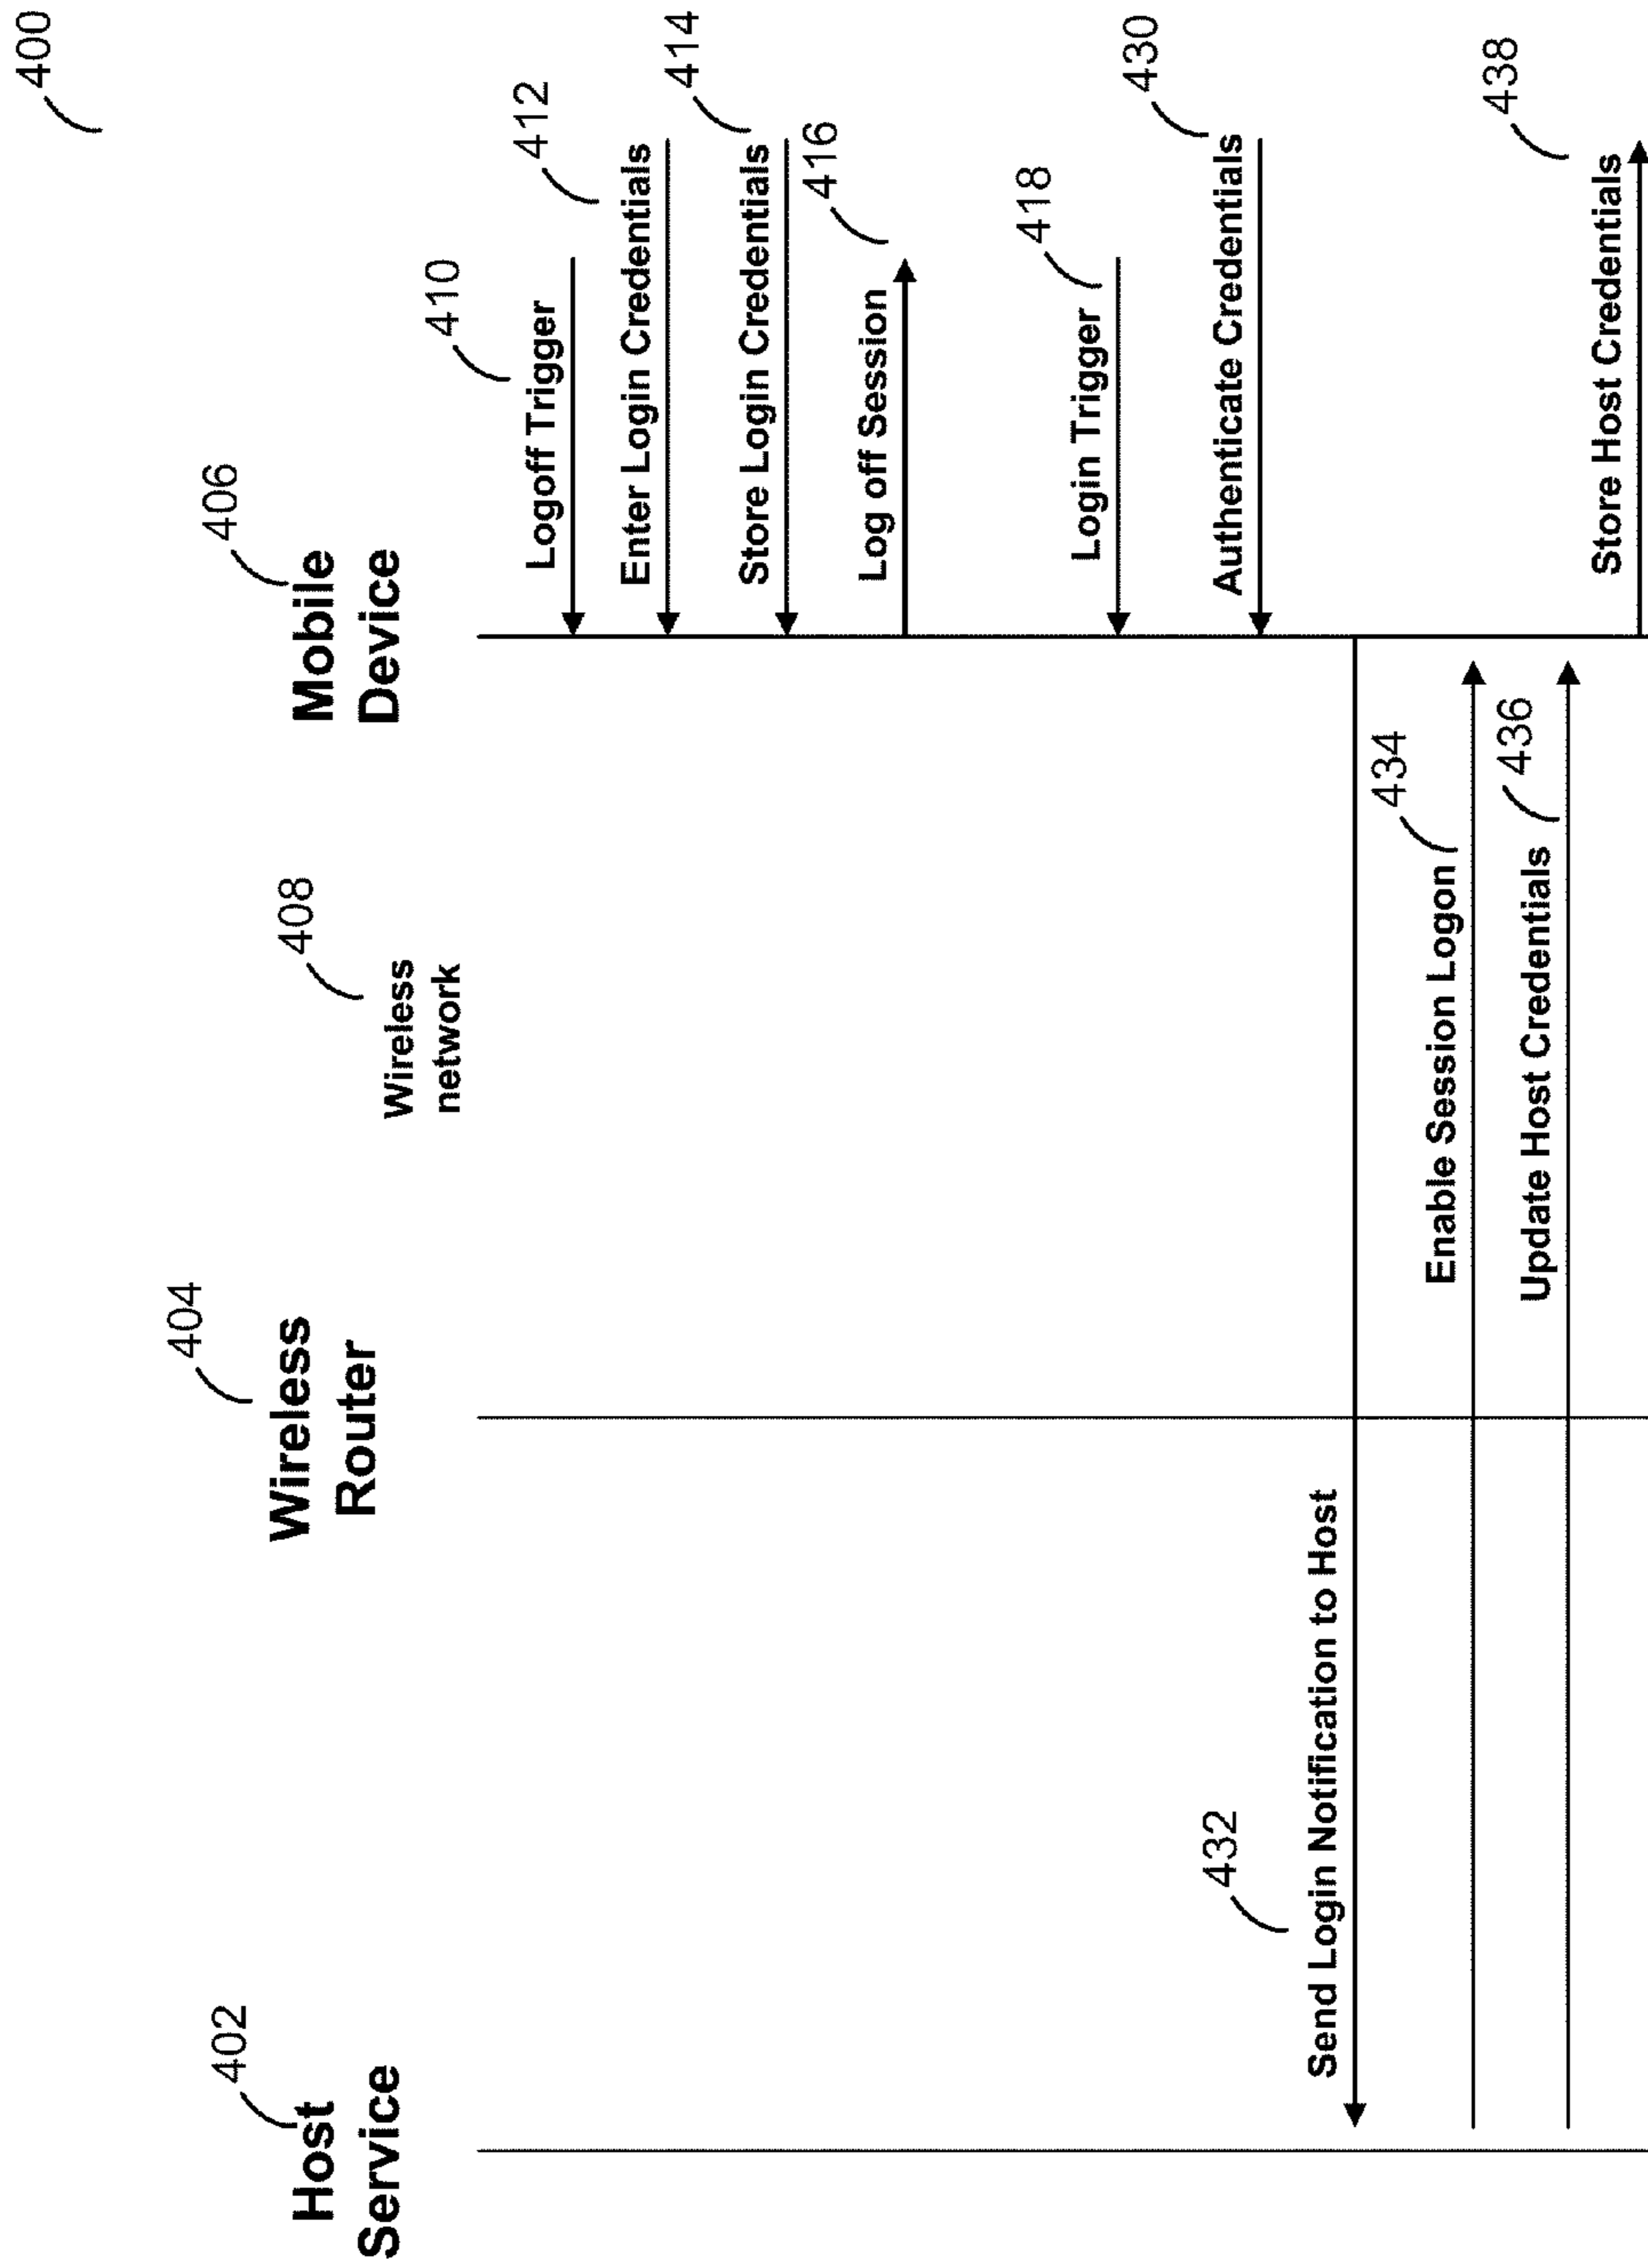 400
402
Host
Service
404
Wireless
Router
408
Wireless
network
406
Mobile
Device
410
Logoff Trigger
412
Enter Login Credentials
414
Store Login Credentials
416
Log off Session
418
Login Trigger
430
Authenticate Credentials
432
Send Login Notification to Host
434
Enable Session Logon
436
Update Host Credentials
438
Store Host Credentials